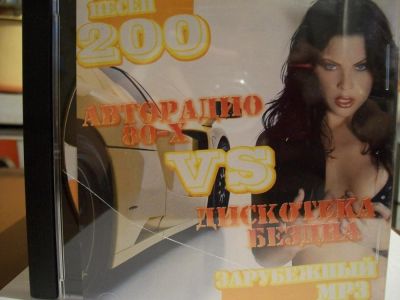 ПЕСЕН
200
АВТОРАДИО
80-Х
VS
ДИСКОТЕКА
БЕЗДНА
ЗАРУБЕЖНЫЙ
MP3